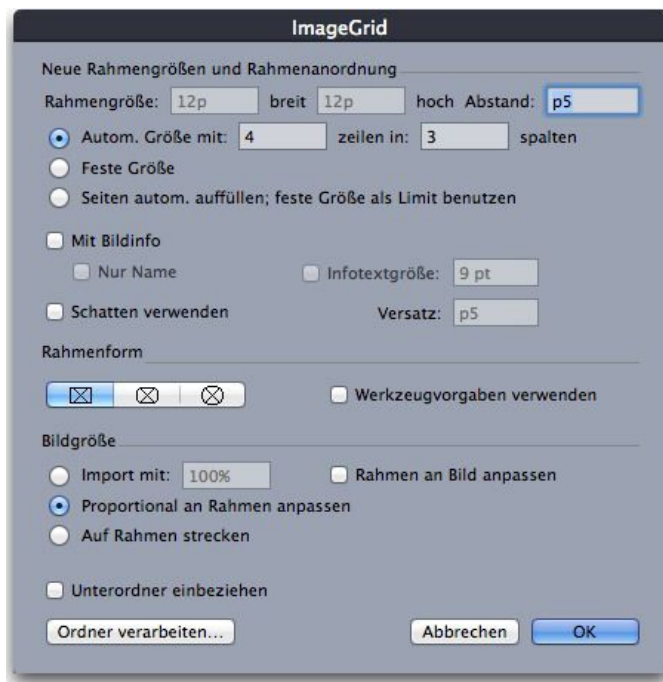 ImageGrid
Neue Rahmengrößen und Rahmenanordnung
Rahmengröße: 12p breit 12p hoch Abstand: p5
Autom. Größe mit: 4 zeilen in: 3 spalten
Feste Größe
Seiten autom. auffüllen; feste Größe als Limit benutzen
Mit Bildinfo
Nur Name Infotextgröße: 9 pt
Schatten verwenden Versatz: p5
Rahmenform
Werkzeugvorgaben verwenden
Bildgröße
Import mit: 100% Rahmen an Bild anpassen
Proportional an Rahmen anpassen
Auf Rahmen strecken
Unterordner einbeziehen
Ordner verarbeiten... Abbrechen OK